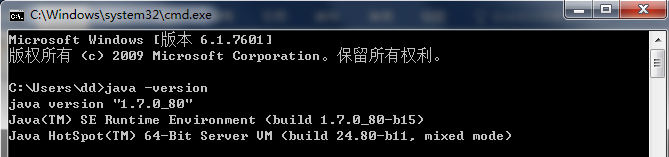 C:\Windows\system32\cmd.exe
Microsoft Windows [版本 6.1.7601]
版权所有 (c) 2009 Microsoft Corporation。保留所有权利。
C:\Users\dd>java -version
java version "1.7.0_80"
Java(TM) SE Runtime Environment (build 1.7.0_80-b15)
Java HotSpot(TM) 64-Bit Server VM (build 24.80-b11, mixed mode)